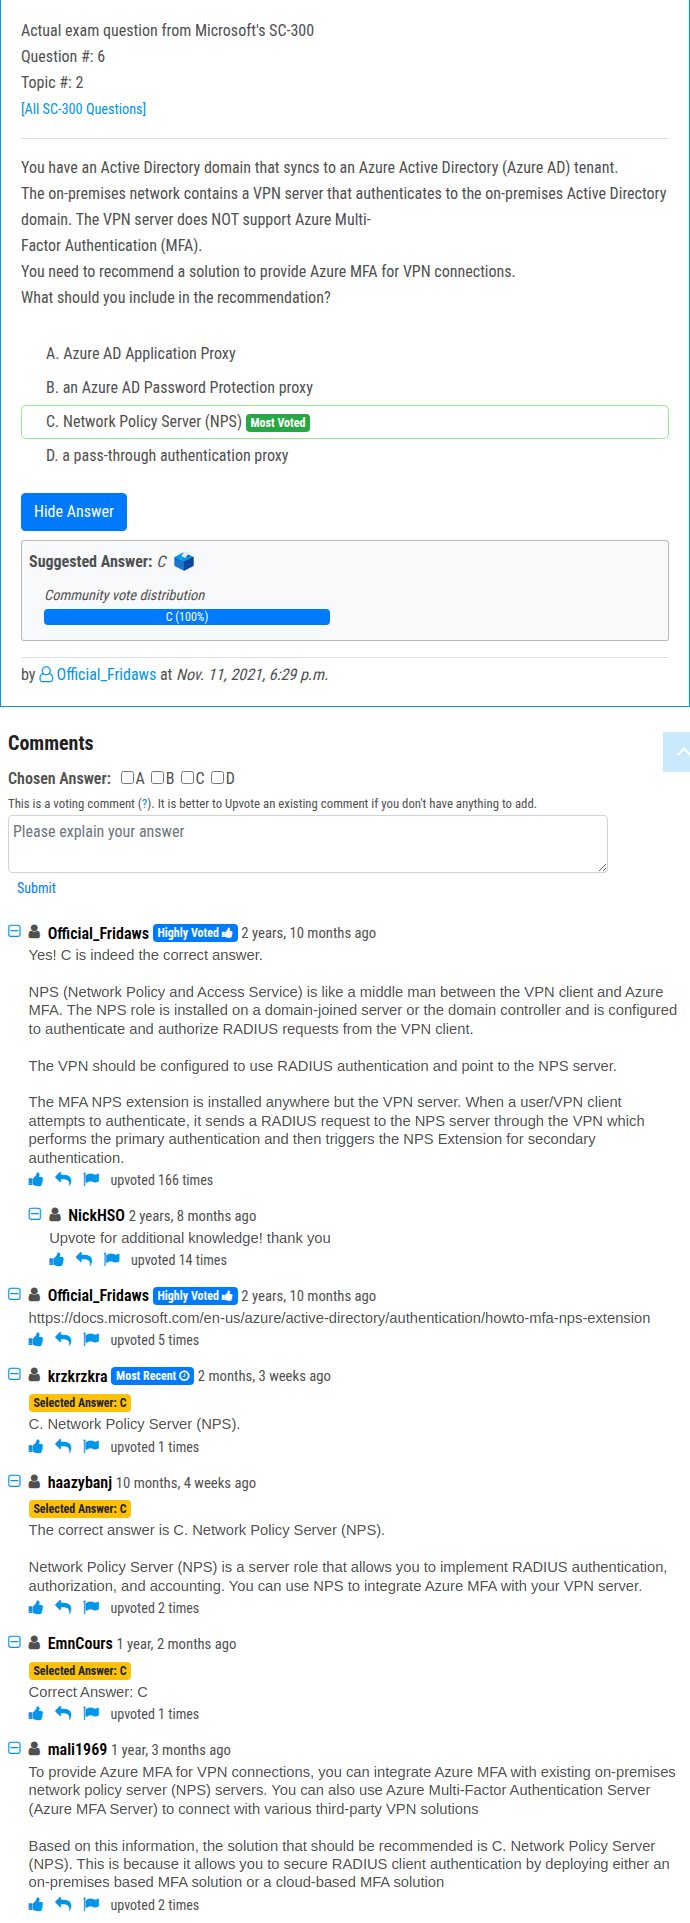 Actual exam question from Microsoft's SC-300
Question #: 6
Topic #: 2
[All SC-300 Questions]
You have an Active Directory domain that syncs to an Azure Active Directory (Azure AD) tenant.
The on-premises network contains a VPN server that authenticates to the on-premises Active Directory
domain. The VPN server does NOT support Azure Multi-
Factor Authentication (MFA).
You need to recommend a solution to provide Azure MFA for VPN connections.
What should you include in the recommendation?
A. Azure AD Application Proxy
B. an Azure AD Password Protection proxy
C. Network Policy Server (NPS) Most Voted
D. a pass-through authentication proxy
Hide Answer
Suggested Answer: C
Community vote distribution
C (100%)
by Official_Fridaws at Nov. 11, 2021, 6:29 p.m.
Comments
Chosen Answer: A B C D
This is a voting comment (?). It is better to Upvote an existing comment if you don't have anything to add.
Please explain your answer
Submit
Official_Fridaws Highly Voted 2 years, 10 months ago
Yes! C is indeed the correct answer.
NPS (Network Policy and Access Service) is like a middle man between the VPN client and Azure
MFA. The NPS role is installed on a domain-joined server or the domain controller and is configured
to authenticate and authorize RADIUS requests from the VPN client.
The VPN should be configured to use RADIUS authentication and point to the NPS server.
The MFA NPS extension is installed anywhere but the VPN server. When a user/VPN client
attempts to authenticate, it sends a RADIUS request to the NPS server through the VPN which
performs the primary authentication and then triggers the NPS Extension for secondary
authentication.
upvoted 166 times
NickHSO 2 years, 8 months ago
Upvote for additional knowledge! thank you
upvoted 14 times
Official_Fridaws Highly Voted 2 years, 10 months ago
https://docs.microsoft.com/en-us/azure/active-directory/authentication/howto-mfa-nps-extension
upvoted 5 times
krzkrzkra Most Recent 2 months, 3 weeks ago
Selected Answer: C
C. Network Policy Server (NPS).
upvoted 1 times
haazybanj 10 months, 4 weeks ago
Selected Answer: C
The correct answer is C. Network Policy Server (NPS).
Network Policy Server (NPS) is a server role that allows you to implement RADIUS authentication,
authorization, and accounting. You can use NPS to integrate Azure MFA with your VPN server.
upvoted 2 times
EmnCours 1 year, 2 months ago
Selected Answer: C
Correct Answer: C
upvoted 1 times
mali1969 1 year, 3 months ago
To provide Azure MFA for VPN connections, you can integrate Azure MFA with existing on-premises
network policy server (NPS) servers. You can also use Azure Multi-Factor Authentication Server
(Azure MFA Server) to connect with various third-party VPN solutions
Based on this information, the solution that should be recommended is C. Network Policy Server
(NPS). This is because it allows you to secure RADIUS client authentication by deploying either an
on-premises based MFA solution or a cloud-based MFA solution
upvoted 2 times